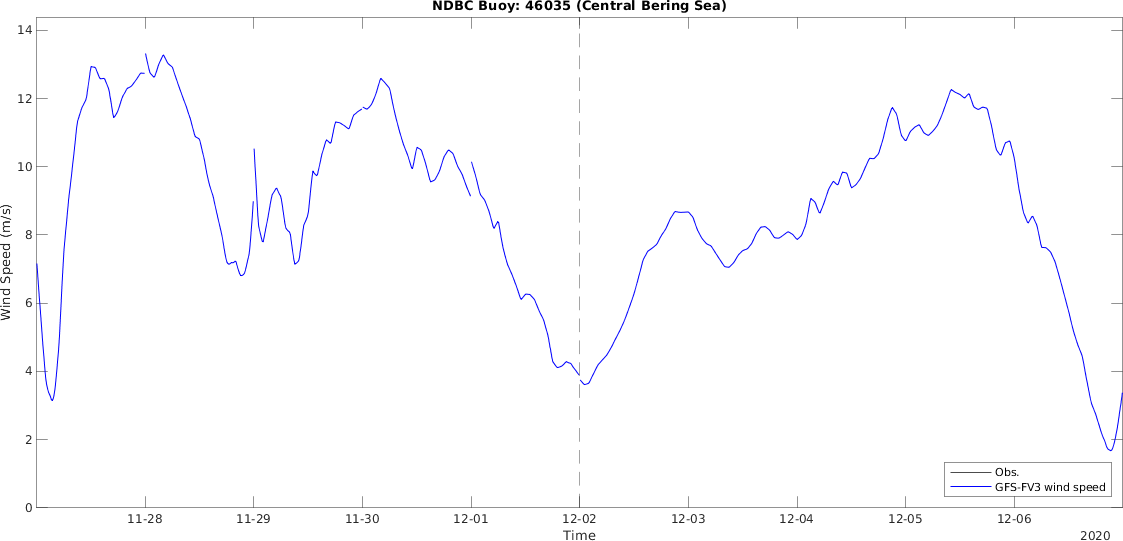 NDBC Buoy: 46035 (Central Bering Sea)
14
12
10
8
6
4
2
0
Wind Speed (m/s)
11-28 11-29 11-30 12-01 12-02 12-03 12-04 12-05 12-06
Time
2020
Obs.
GFS-FV3 wind speed